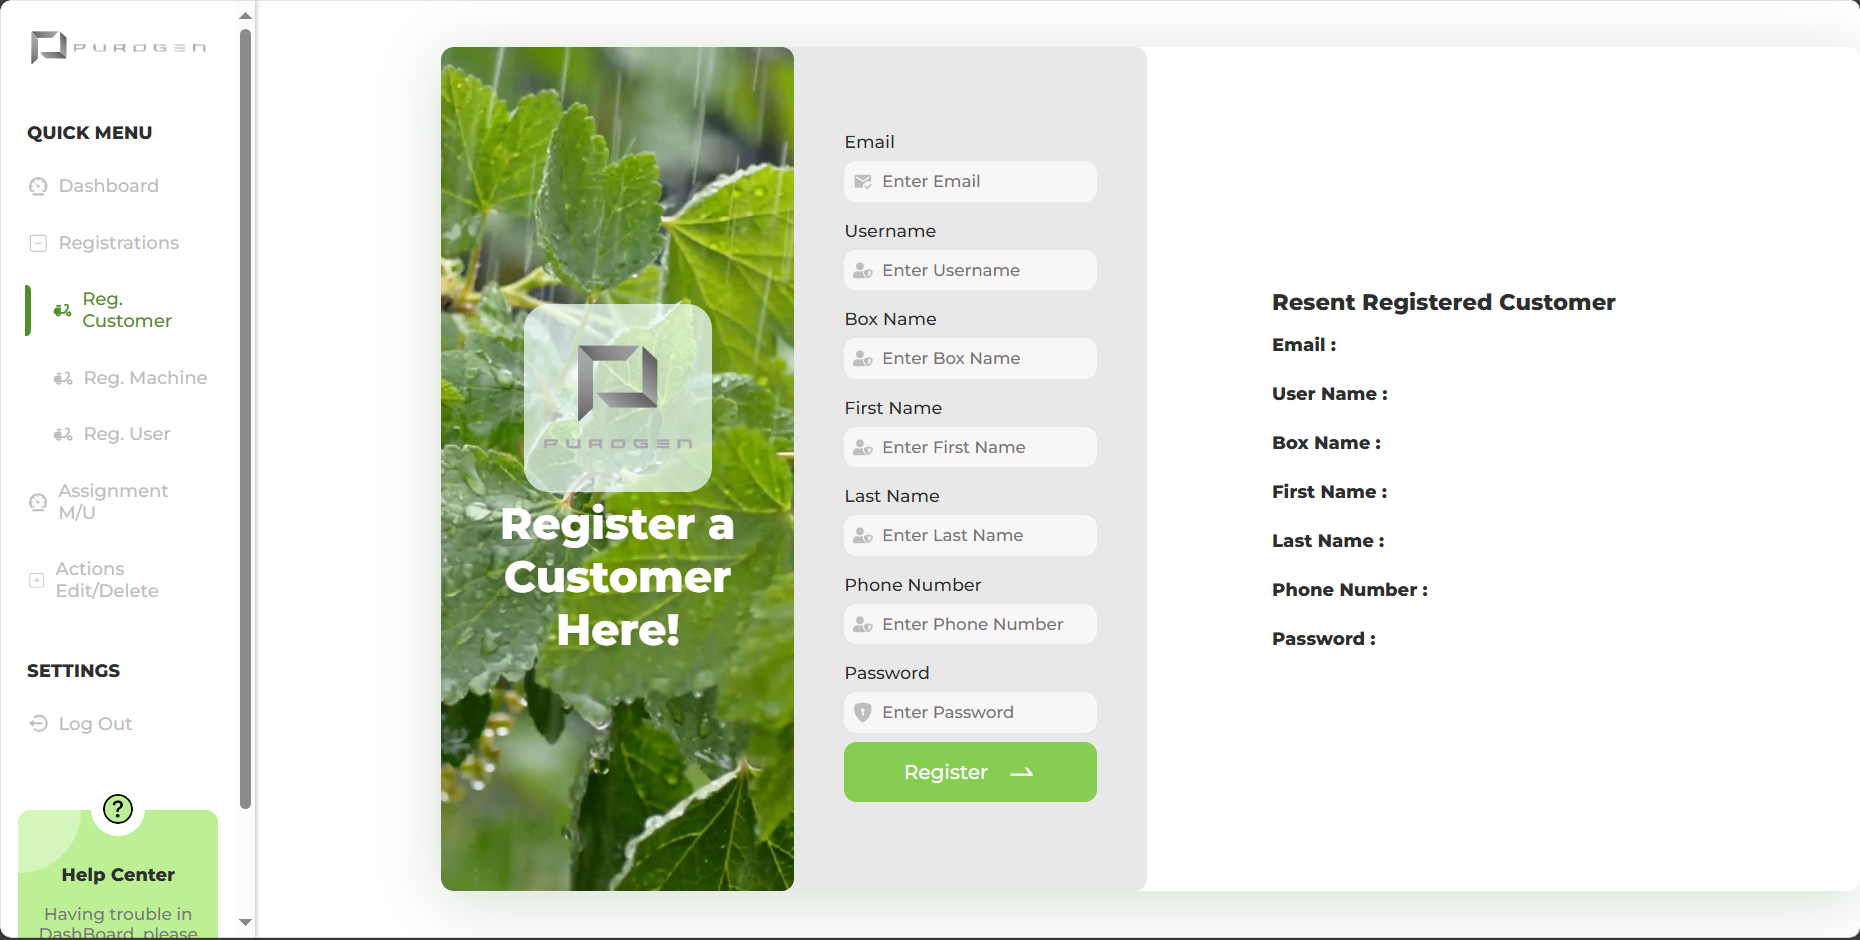 PUROGEN
QUICK MENU
Dashboard
Registrations
Reg.
Customer
Reg. Machine
Reg. User
Assignment
M/U
Actions
Edit/Delete
SETTINGS
Log Out
?
Help Center
Having trouble in
DashBoard, please
PUROGEN
Register a
Customer
Here!
Email
Enter Email
Username
Enter Username
Box Name
Enter Box Name
First Name
Enter First Name
Last Name
Enter Last Name
Phone Number
Enter Phone Number
Password
Enter Password
Register
Resent Registered Customer
Email :
User Name :
Box Name :
First Name :
Last Name :
Phone Number :
Password :